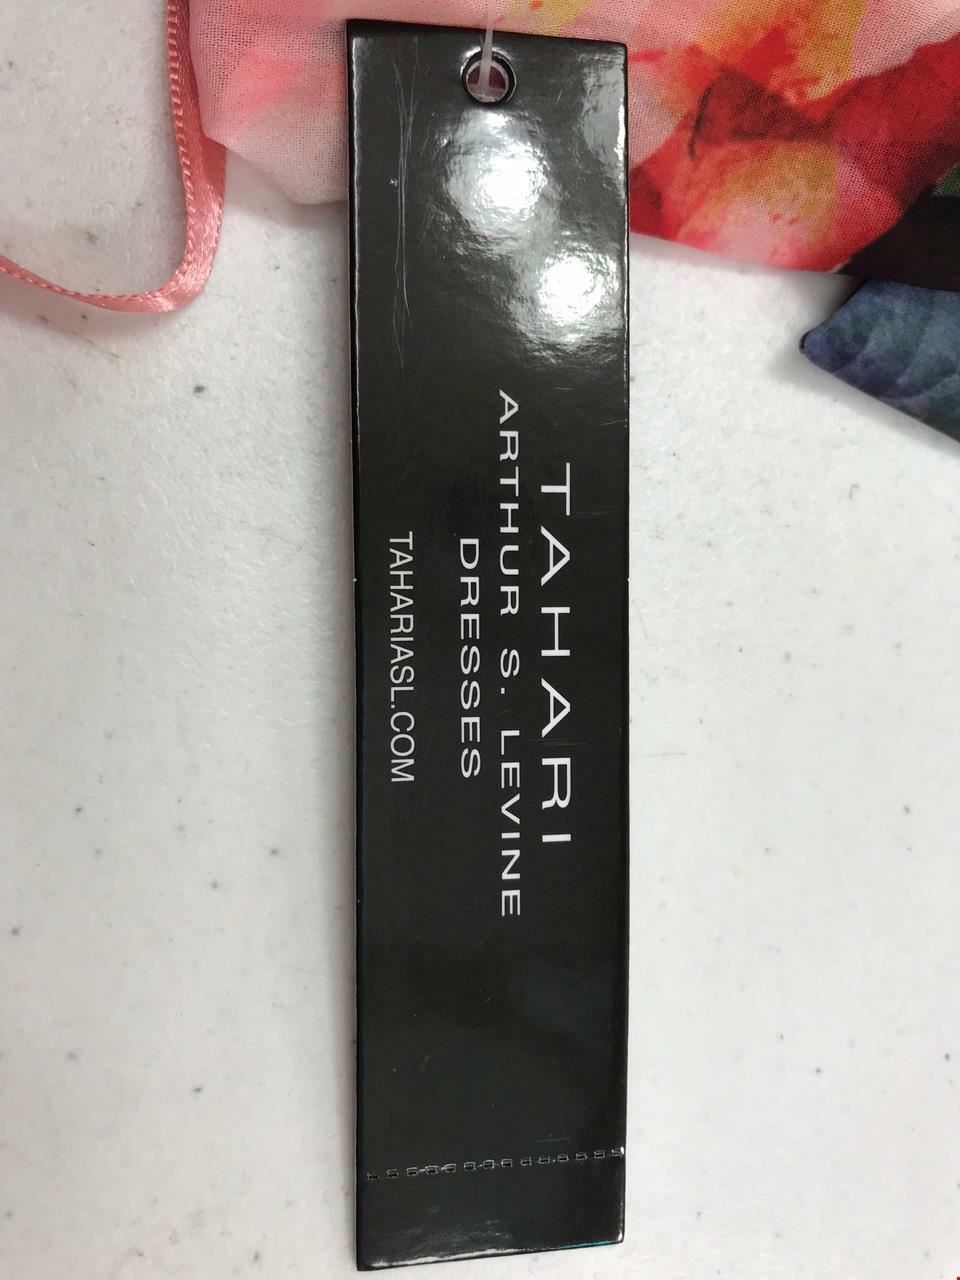 TAHARI
ARTHUR S. LEVINE
DRESSES
TAHARIASL.COM